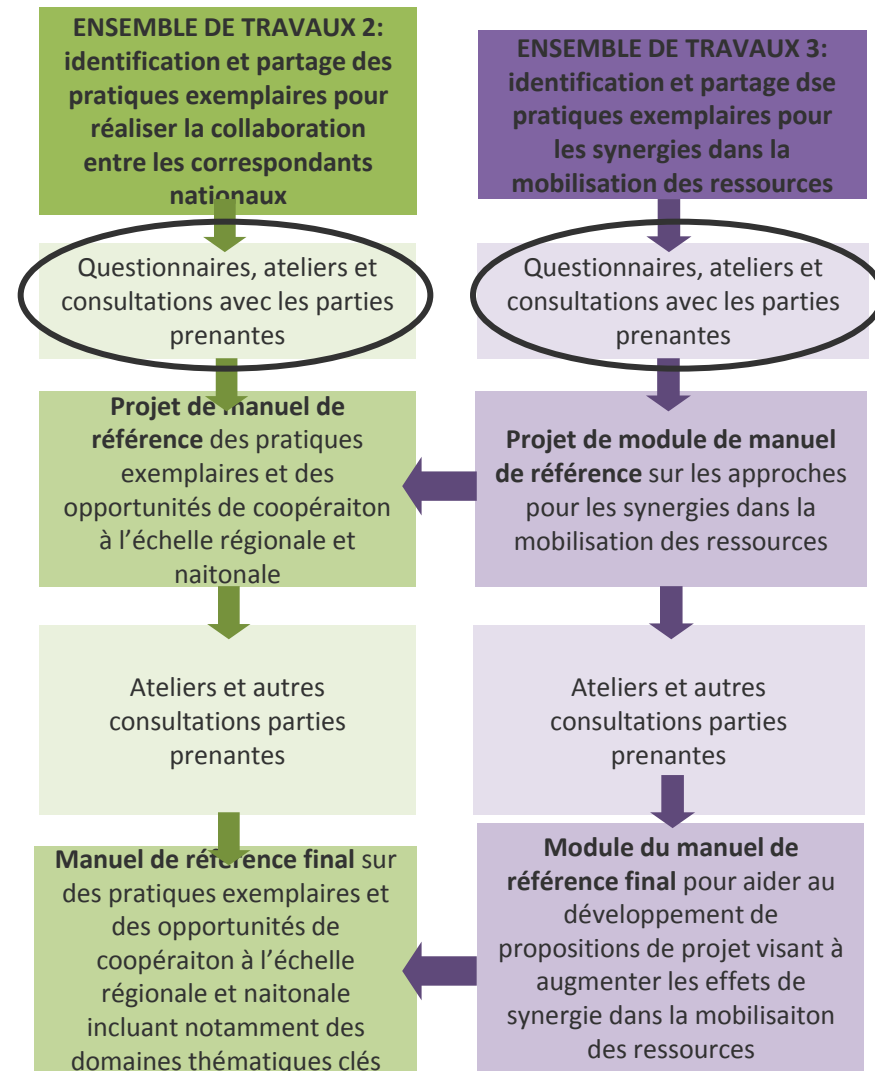 ENSEMBLE DE TRAVAUX 2:
identification et partage des
pratiques exemplaires pour
réaliser la collaboration
entre les correspondants
nationaux
Questionnaires, ateliers et
consultations avec les parties
prenantes
Projet de manuel de
référence des pratiques
exemplaires et des
opportunités de coopéraiton
à l'échelle régionale et
naitonale
Ateliers et autres
consultations parties
prenantes
Manuel de référence final sur
des pratiques exemplaires et
des opportunités de
coopéraiton à l'échelle
régionale et naitonale
incluant notamment des
domaines thématiques clés
ENSEMBLE DE TRAVAUX 3:
identification et partage dse
pratiques exemplaires pour
les synergies dans la
mobilisation des ressources
Questionnaires, ateliers et
consultations avec les parties
prenantes
Projet de module de manuel
de référence sur les approches
pour les synergies dans la
mobilisation des ressources
Ateliers et autres
consultations parties
prenantes
Module du manuel de
référence final pour aider au
développement de
propositions de projet visant à
augmenter les effets de
synergie dans la mobilisaiton
des ressources